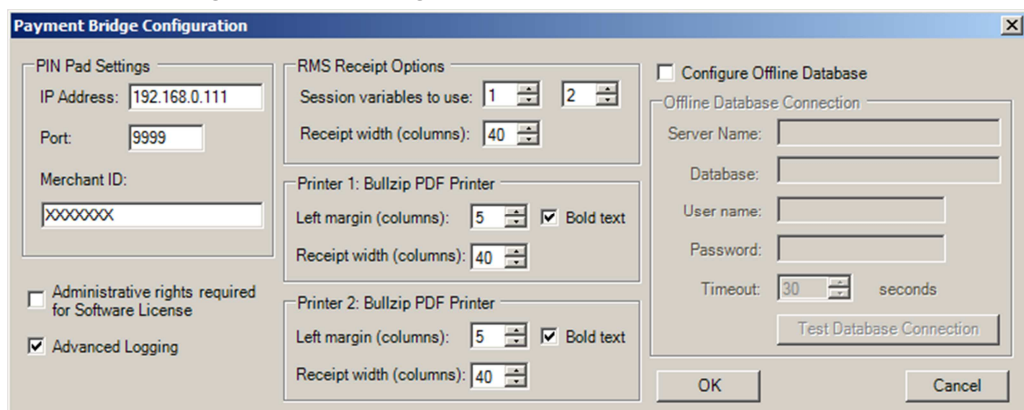 Payment Bridge Configuration
PIN Pad Settings
IP Address: 192.168.0.111
Port: 9999
Merchant ID:
XXXXXXX
Administrative rights required
for Software License
Advanced Logging
RMS Receipt Options
Session variables to use: 1 2
Receipt width (columns): 40
Printer 1: Bullzip PDF Printer
Left margin (columns): 5 Bold text
Receipt width (columns): 40
Printer 2: Bullzip PDF Printer
Left margin (columns): 5 Bold text
Receipt width (columns): 40
Configure Offline Database
Offline Database Connection
Server Name:
Database:
User name:
Password:
Timeout: 30 seconds
Test Database Connection
OK Cancel